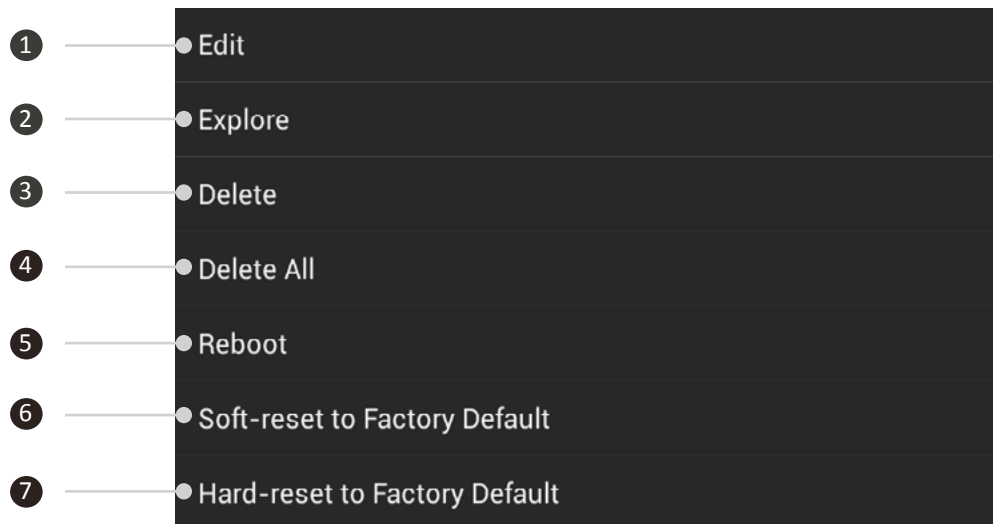 1 Edit
2 Explore
3 Delete
4 Delete All
5 Reboot
6 Soft-reset to Factory Default
7 Hard-reset to Factory Default